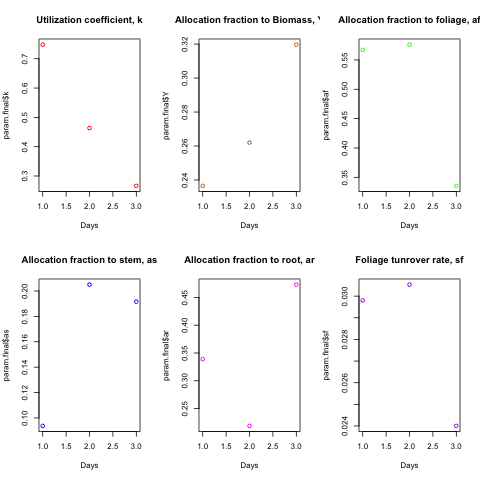 Utilization coefficient, k
Allocation fraction to Biomass, Y
Allocation fraction to foliage, af
param.final$k
0.3 0.4 0.5 0.6 0.7
1.0 1.5 2.0 2.5 3.0
Days
param.final$Y
0.24 0.26 0.28 0.30 0.32
1.0 1.5 2.0 2.5 3.0
Days
param.final$af
0.35 0.40 0.45 0.50 0.55
1.0 1.5 2.0 2.5 3.0
Days
Allocation fraction to stem, as
Allocation fraction to root, ar
Foliage tunrover rate, sf
param.final$as
0.10 0.12 0.14 0.16 0.18 0.20
1.0 1.5 2.0 2.5 3.0
Days
param.final$ar
0.25 0.30 0.35 0.40 0.45
1.0 1.5 2.0 2.5 3.0
Days
param.final$sf
0.024 0.026 0.028 0.030
1.0 1.5 2.0 2.5 3.0
Days